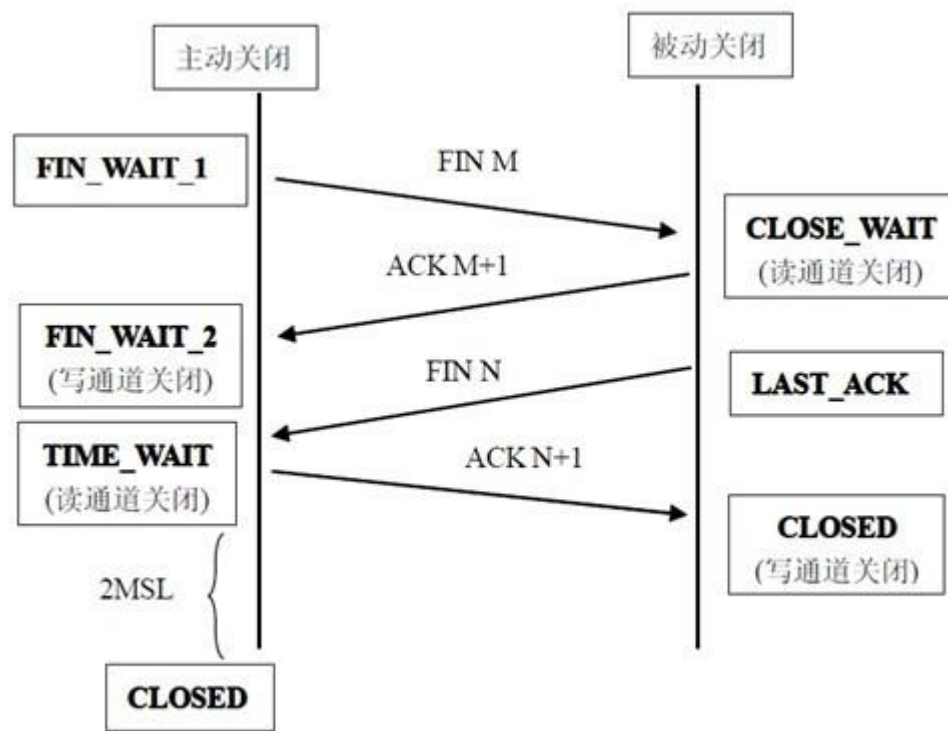 主动关闭
被动关闭
FIN_WAIT_1
FIN M
CLOSE_WAIT
(读通道关闭)
ACK M+1
FIN_WAIT_2
(写通道关闭)
FIN N
LAST_ACK
TIME_WAIT
(读通道关闭)
ACK N+1
CLOSED
(写通道关闭)
2MSL
CLOSED